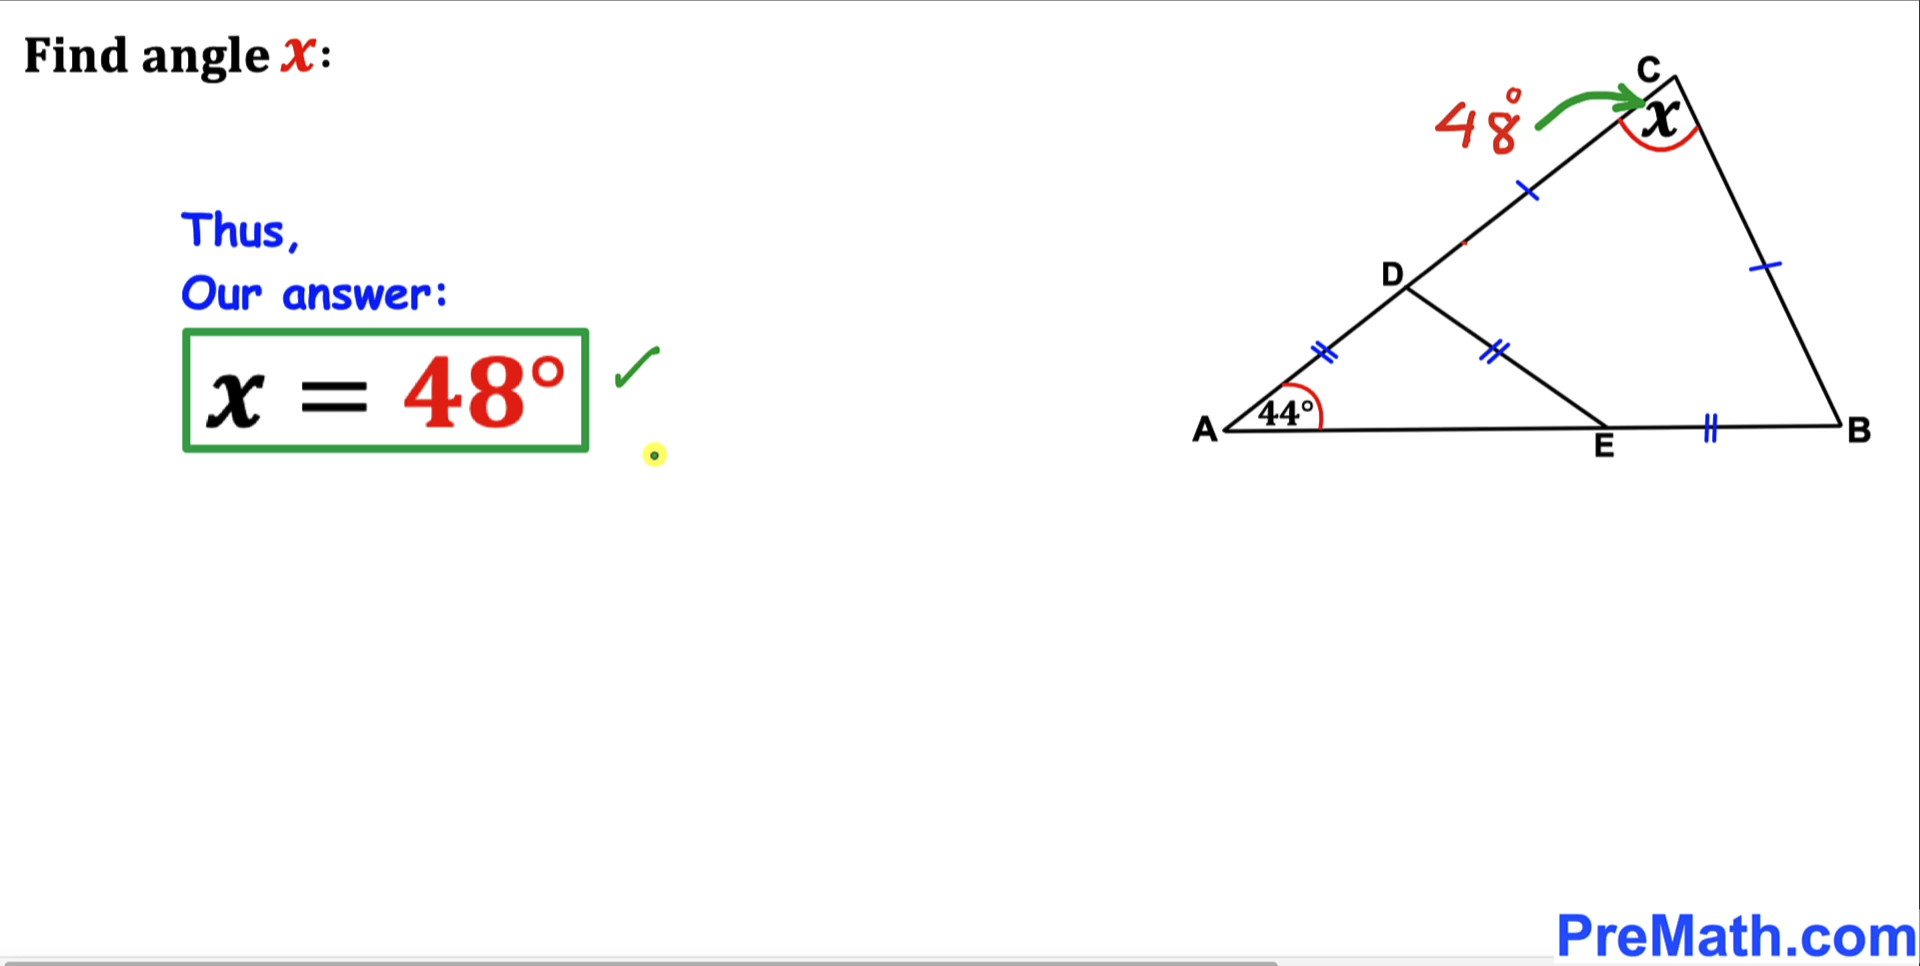 Find angle x:
C
48°
x
Thus,
D
Our answer:
x = 48°
A
44°
E
B
PreMath.com